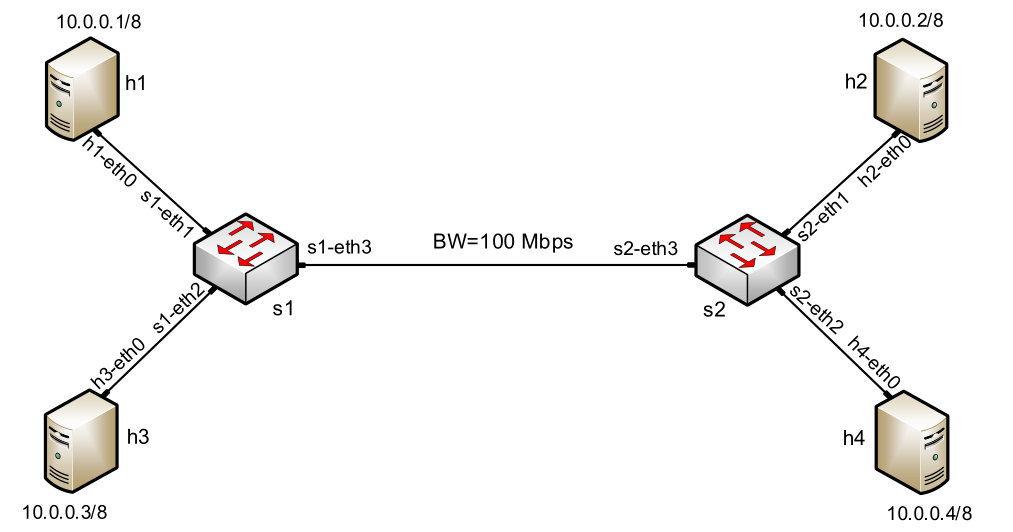 10.0.0.1/8
10.0.0.2/8
h1
h2
h1-eth0
h2-eth0
s1-eth1
s2-eth1
s1-eth3
BW=100 Mbps
s2-eth3
s1-eth2
s1
s2
s2-eth2
h3-eth0
h4-eth0
h3
h4
10.0.0.3/8
10.0.0.4/8